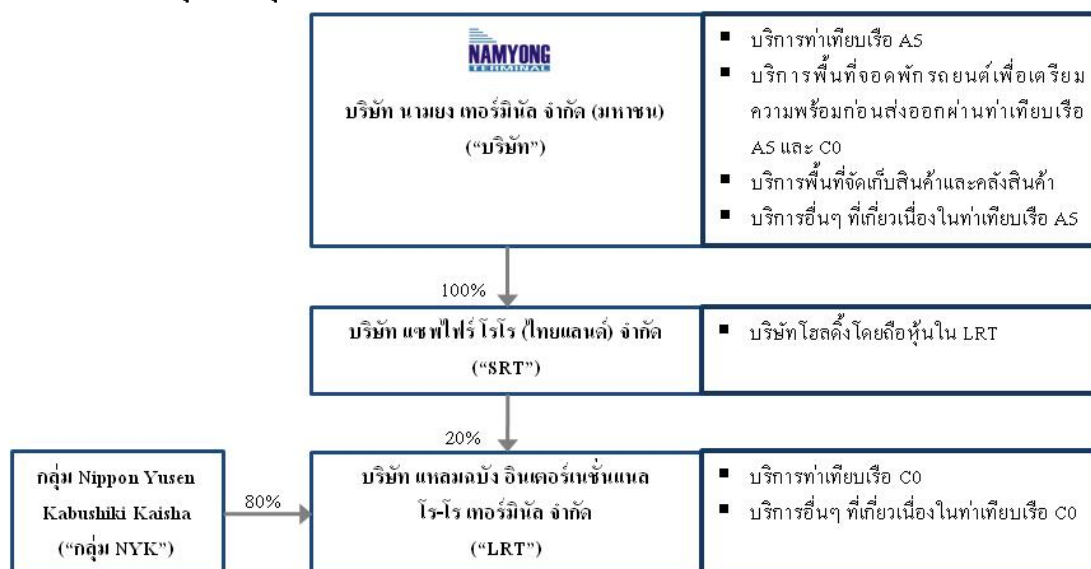 NAMYONG
TERMINAL
บริษัท นามยง เทอร์มินัล จำกัด (มหาชน)
(“บริษัท”)
▪ บริการท่าเทียบเรือ A5
▪ บริการพื้นที่จอดพักรถยนต์เพื่อเตรียม
ความพร้อมก่อนส่งออกผ่านท่าเทียบเรือ
A5 และ C0
▪ บริการพื้นที่จัดเก็บสินค้าและคลังสินค้า
▪ บริการอื่นๆ ที่เกี่ยวเนื่องในท่าเทียบเรือ A5
100%
บริษัท แซฟไฟร์ โรโร (ไทยแลนด์) จำกัด
(“SRT”)
▪ บริษัทโฮลดิ้งโดยถือหุ้นใน LRT
20%
กลุ่ม Nippon Yusen
Kabushiki Kaisha
(“กลุ่ม NYK”)
80%
บริษัท แหลมฉบัง อินเตอร์เนชั่นแนล
โร-โร เทอร์มินัล จำกัด
(“LRT”)
▪ บริการท่าเทียบเรือ C0
▪ บริการอื่นๆ ที่เกี่ยวเนื่องในท่าเทียบเรือ C0